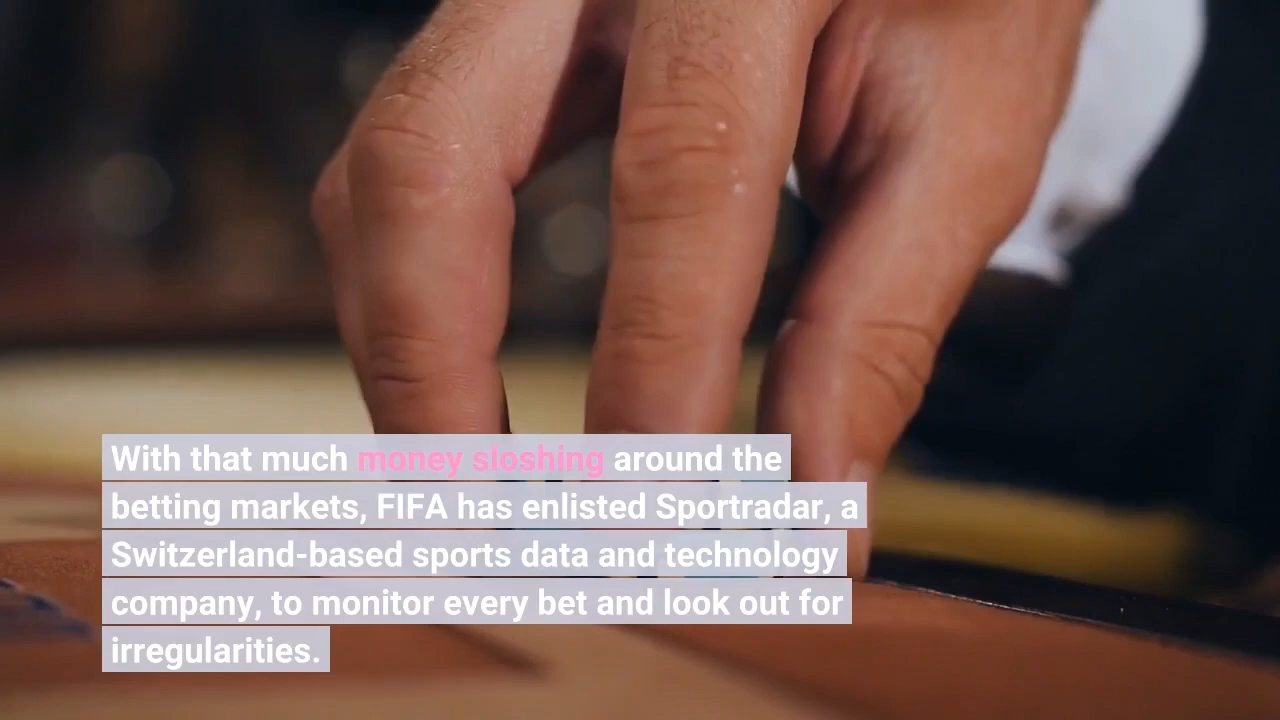 With that much money sloshing around the
betting markets, FIFA has enlisted Sportradar, a
Switzerland-based sports data and technology
company, to monitor every bet and look out for
irregularities.